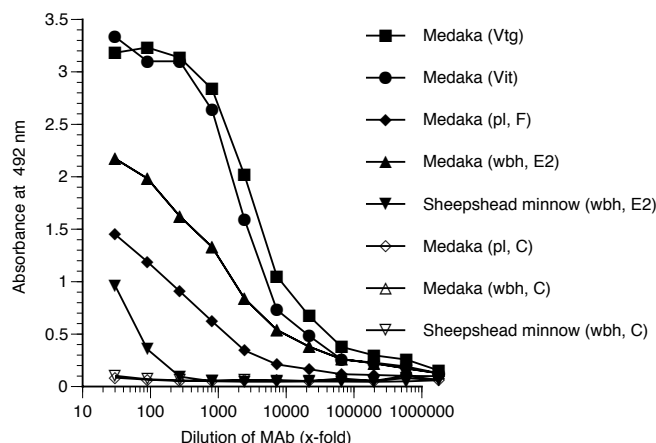 3.5
3
2.5
2
1.5
1
0.5
0
Absorbance at 492 nm
10
100
1000
10000
100000
1000000
Dilution of MAb (x-fold)
Medaka (Vtg)
Medaka (Vit)
Medaka (pl, F)
Medaka (wbh, E2)
Sheepshead minnow (wbh, E2)
Medaka (pl, C)
Medaka (wbh, C)
Sheepshead minnow (wbh, C)